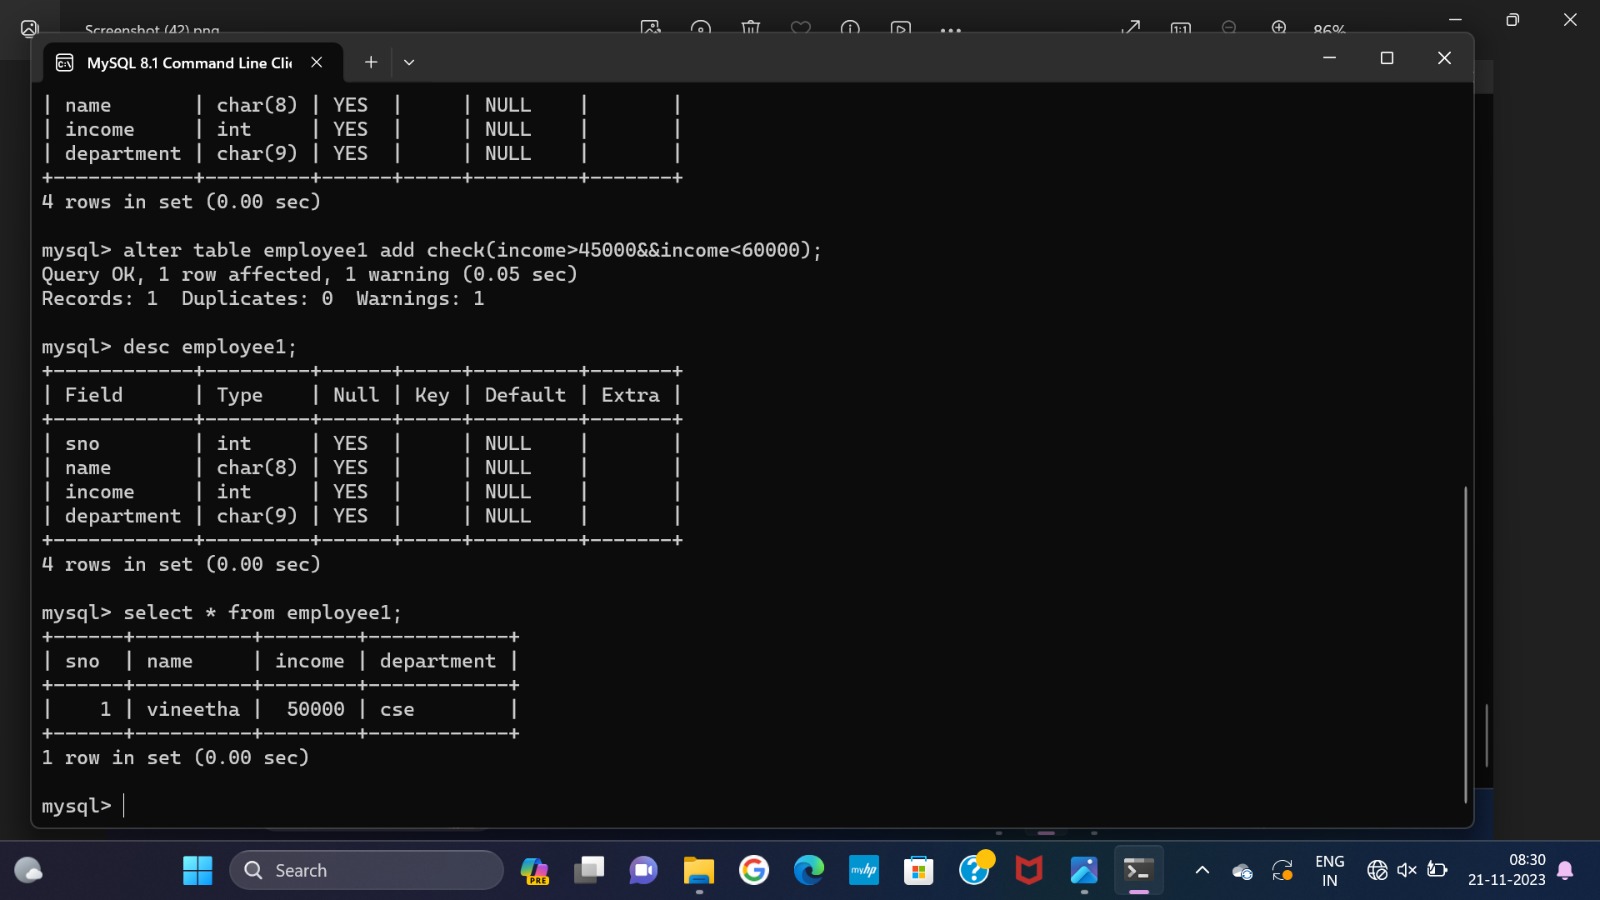 Screenshot (42).png
86%
MySQL 8.1 Command Line Clie
| name       | char(8) | YES  |     | NULL    |       |
| income     | int     | YES  |     | NULL    |       |
| department | char(9) | YES  |     | NULL    |       |
+------------+---------+------+-----+---------+-------+
4 rows in set (0.00 sec)
mysql> alter table employee1 add check(income>45000&&income<60000);
Query OK, 1 row affected, 1 warning (0.05 sec)
Records: 1  Duplicates: 0  Warnings: 1
mysql> desc employee1;
+------------+---------+------+-----+---------+-------+
| Field      | Type    | Null | Key | Default | Extra |
+------------+---------+------+-----+---------+-------+
| sno        | int     | YES  |     | NULL    |       |
| name       | char(8) | YES  |     | NULL    |       |
| income     | int     | YES  |     | NULL    |       |
| department | char(9) | YES  |     | NULL    |       |
+------------+---------+------+-----+---------+-------+
4 rows in set (0.00 sec)
mysql> select * from employee1;
+------+----------+--------+------------+
| sno  | name     | income | department |
+------+----------+--------+------------+
|    1 | vineetha |  50000 | cse        |
+------+----------+--------+------------+
1 row in set (0.00 sec)
mysql>
Search
PRE
myhp
ENG
IN
08:30
21-11-2023